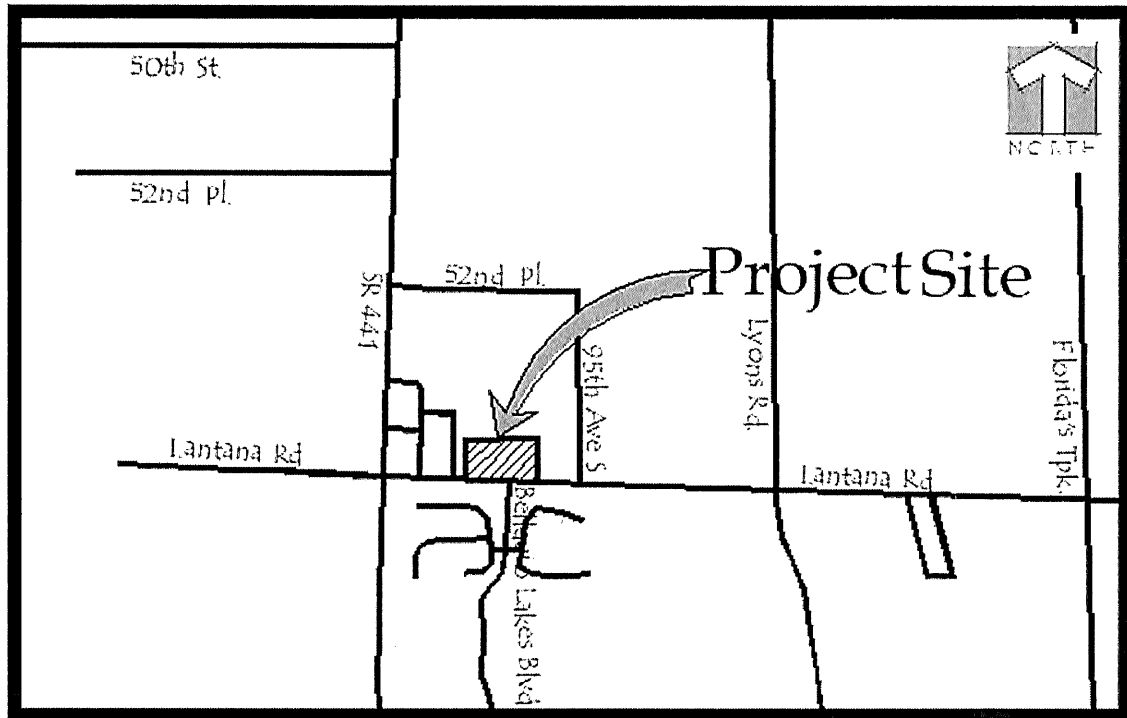 50th St.
52nd Pl.
NORTH
52nd Pl.
Project Site
SR 441
95th Ave S
Lyons Rd.
Florida's Tpk.
Lantana Rd
Lantana Rd
Lakes Blvd